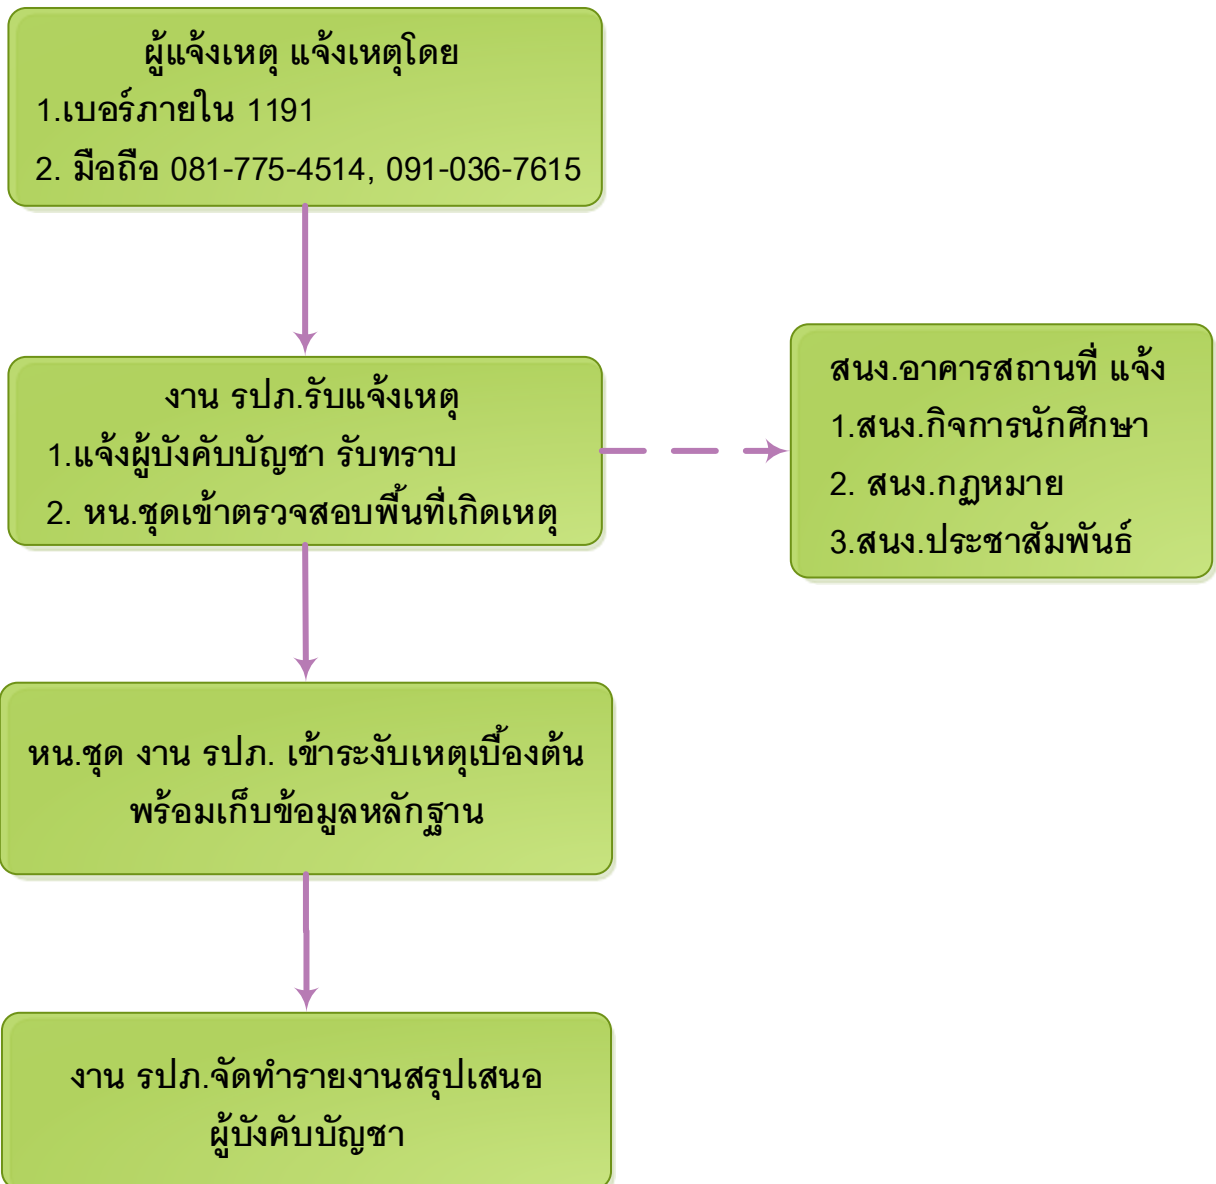 ผู้แจ้งเหตุ แจ้งเหตุโดย
1.เบอร์ภายใน 1191
2. มือถือ 081-775-4514, 091-036-7615
งาน รปภ.รับแจ้งเหตุ
1.แจ้งผู้บังคับบัญชา รับทราบ
2. หน.ชุดเข้าตรวจสอบพื้นที่เกิดเหตุ
สนง.อาคารสถานที่ แจ้ง
1.สนง.กิจการนักศึกษา
2. สนง.กฎหมาย
3.สนง.ประชาสัมพันธ์
หน.ชุด งาน รปภ. เข้าระงับเหตุเบื้องต้น
พร้อมเก็บข้อมูลหลักฐาน
งาน รปภ.จัดทำรายงานสรุปเสนอ
ผู้บังคับบัญชา